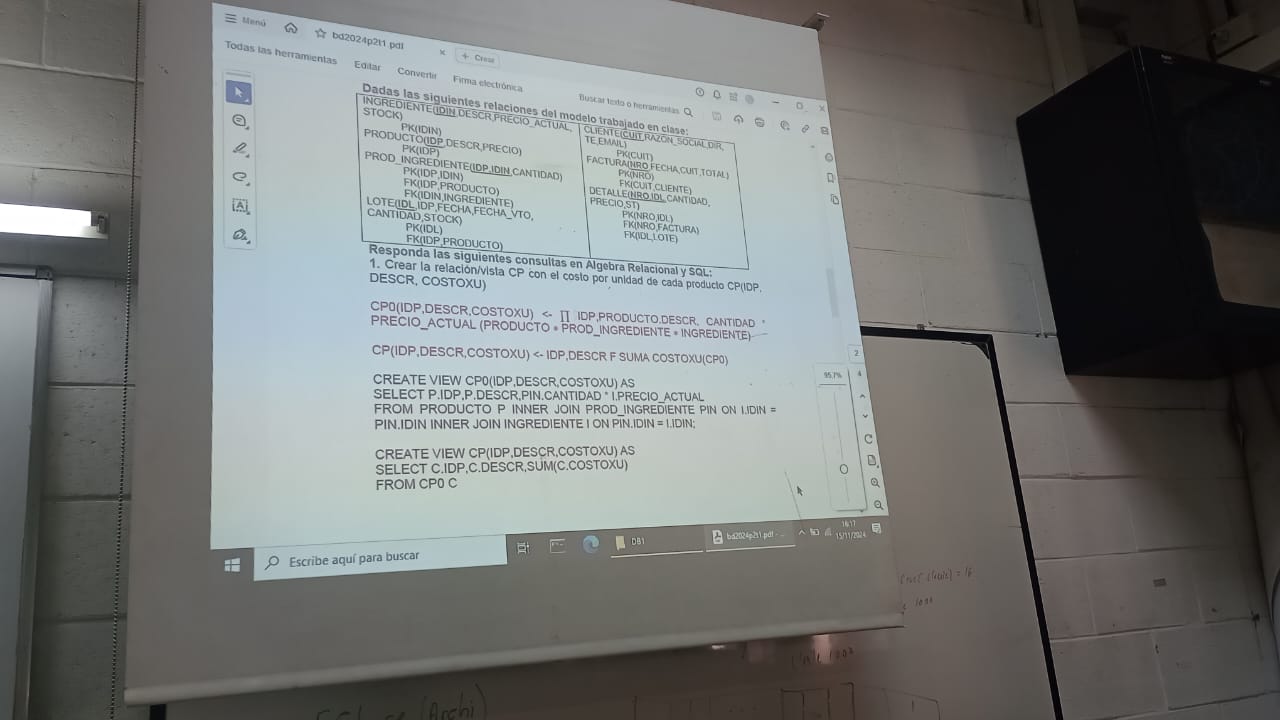 Menú
bd2024p2t1.pdf
+ Crear
Todas las herramientas
Editar
Convertir
Firma electrónica
Buscar texto o herramientas
Dadas las siguientes relaciones del modelo trabajado en clase:
INGREDIENTE(IDIN,DESCR,PRECIO_ACTUAL,
STOCK)
PK(IDIN)
PRODUCTO(IDP,DESCR,PRECIO)
PK(IDP)
PROD_INGREDIENTE(IDP,IDIN,CANTIDAD)
PK(IDP,IDIN)
FK(IDP,PRODUCTO)
FK(IDIN,INGREDIENTE)
LOTE(IDL,IDP,FECHA,FECHA_VTO,
CANTIDAD,STOCK)
PK(IDL)
FK(IDP,PRODUCTO)
CLIENTE(CUIT,RAZON_SOCIAL,DIR,
TE,EMAIL)
PK(CUIT)
FACTURA(NRO,FECHA,CUIT,TOTAL)
PK(NRO)
FK(CUIT,CLIENTE)
DETALLE(NRO,IDL,CANTIDAD,
PRECIO,ST)
PK(NRO,IDL)
FK(NRO,FACTURA)
FK(IDL,LOTE)
Responda las siguientes consultas en Algebra Relacional y SQL:
1. Crear la relación/vista CP con el costo por unidad de cada producto CP(IDP,
DESCR, COSTOXU)
CP0(IDP,DESCR,COSTOXU) <- ∏ IDP,PRODUCTO.DESCR, CANTIDAD *
PRECIO_ACTUAL (PRODUCTO * PROD_INGREDIENTE * INGREDIENTE)
CP(IDP,DESCR,COSTOXU) <- IDP,DESCR F SUMA COSTOXU(CP0)
CREATE VIEW CP0(IDP,DESCR,COSTOXU) AS
SELECT P.IDP,P.DESCR,PIN.CANTIDAD * I.PRECIO_ACTUAL
FROM PRODUCTO P INNER JOIN PROD_INGREDIENTE PIN ON I.IDIN =
PIN.IDIN INNER JOIN INGREDIENTE I ON PIN.IDIN = I.IDIN;
CREATE VIEW CP(IDP,DESCR,COSTOXU) AS
SELECT C.IDP,C.DESCR,SUM(C.COSTOXU)
FROM CP0 C
2
4
95,7%
Escribe aquí para buscar
DB1
bd2024p2t1.pdf - ...
16:17
15/11/2024
= 16
1000
1000
(Archi)